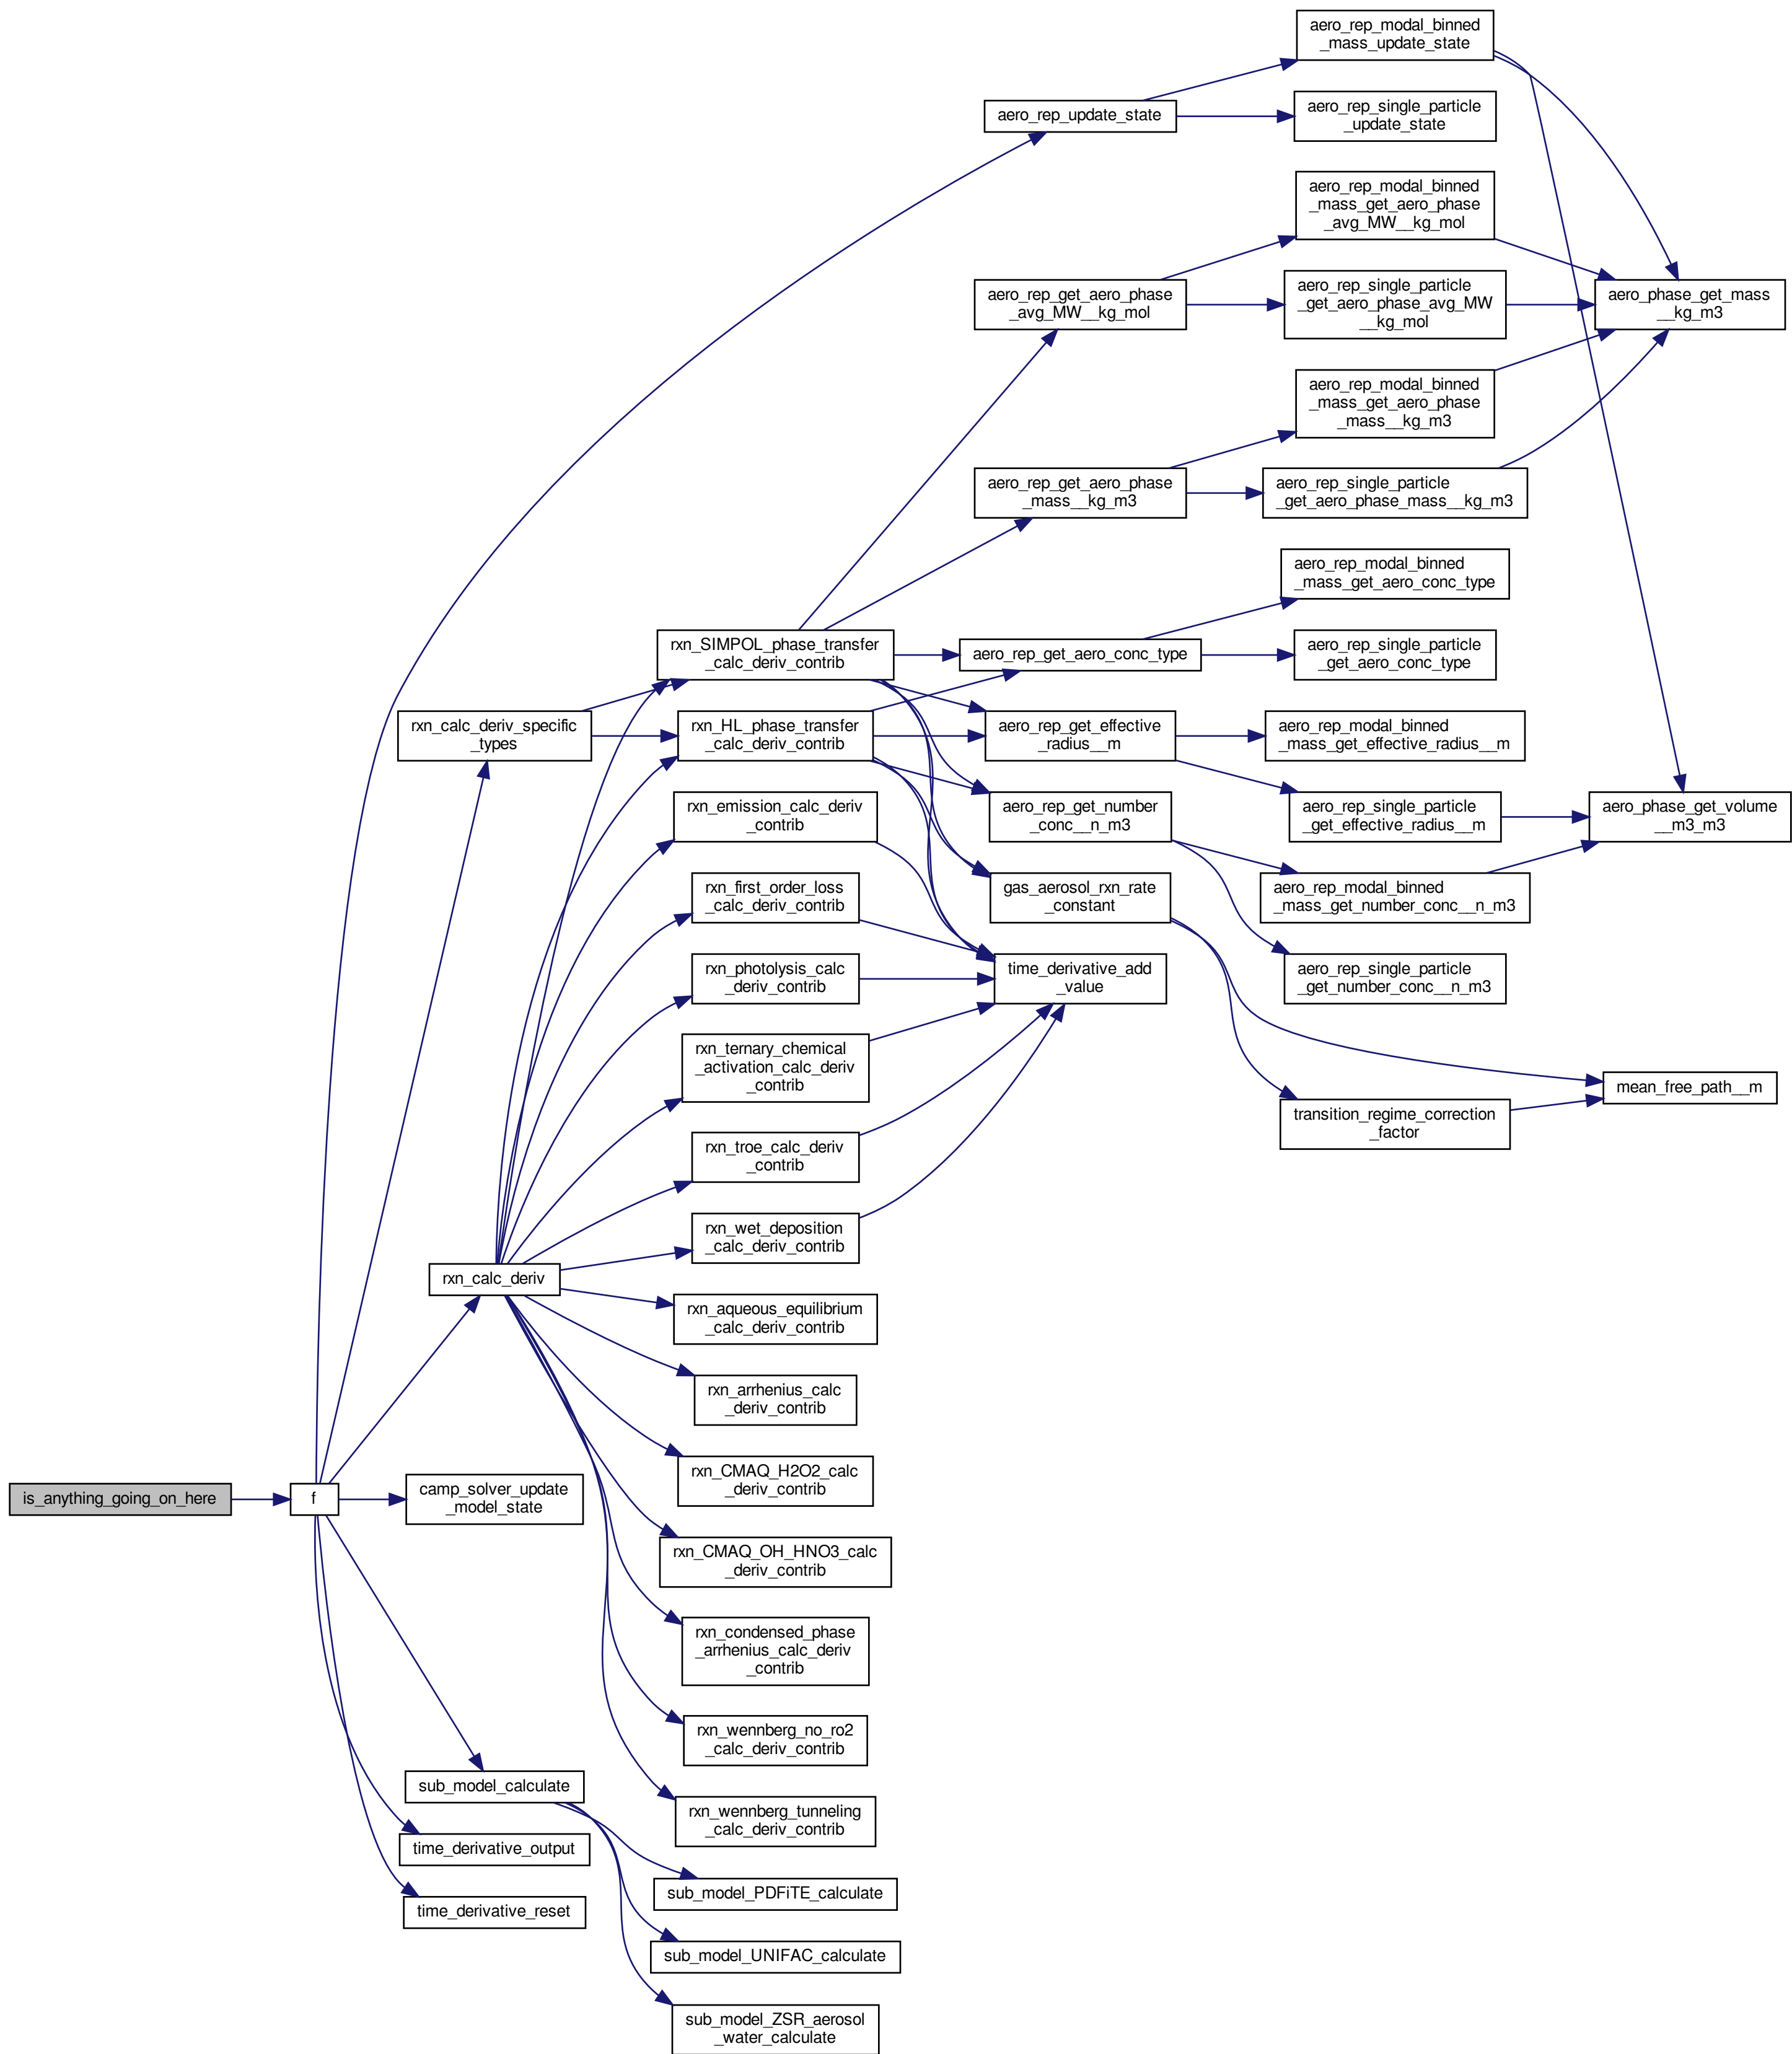 aero_rep_modal_binned
_mass_update_state
aero_rep_update_state
aero_rep_single_particle
_update_state
aero_rep_modal_binned
_mass_get_aero_phase
_avg_MW__kg_mol
aero_rep_get_aero_phase
_avg_MW__kg_mol
aero_rep_single_particle
_get_aero_phase_avg_MW
__kg_mol
aero_phase_get_mass
__kg_m3
aero_rep_modal_binned
_mass_get_aero_phase
_mass__kg_m3
aero_rep_get_aero_phase
_mass__kg_m3
aero_rep_single_particle
_get_aero_phase_mass__kg_m3
aero_rep_modal_binned
_mass_get_aero_conc_type
rxn_SIMPOL_phase_transfer
_calc_deriv_contrib
aero_rep_get_aero_conc_type
aero_rep_single_particle
_get_aero_conc_type
rxn_calc_deriv_specific
_types
rxn_HL_phase_transfer
_calc_deriv_contrib
aero_rep_get_effective
_radius__m
aero_rep_modal_binned
_mass_get_effective_radius__m
rxn_emission_calc_deriv
_contrib
aero_rep_get_number
_conc__n_m3
aero_rep_single_particle
_get_effective_radius__m
aero_phase_get_volume
__m3_m3
rxn_first_order_loss
_calc_deriv_contrib
gas_aerosol_rxn_rate
_constant
aero_rep_modal_binned
_mass_get_number_conc__n_m3
rxn_photolysis_calc
_deriv_contrib
time_derivative_add
_value
aero_rep_single_particle
_get_number_conc__n_m3
rxn_ternary_chemical
_activation_calc_deriv
_contrib
mean_free_path__m
transition_regime_correction
_factor
rxn_troe_calc_deriv
_contrib
rxn_wet_deposition
_calc_deriv_contrib
rxn_calc_deriv
rxn_aqueous_equilibrium
_calc_deriv_contrib
rxn_arrhenius_calc
_deriv_contrib
is_anything_going_on_here
f
camp_solver_update
_model_state
rxn_CMAQ_H2O2_calc
_deriv_contrib
rxn_CMAQ_OH_HNO3_calc
_deriv_contrib
rxn_condensed_phase
_arrhenius_calc_deriv
_contrib
rxn_wennberg_no_ro2
_calc_deriv_contrib
sub_model_calculate
rxn_wennberg_tunneling
_calc_deriv_contrib
time_derivative_output
sub_model_PDFiTE_calculate
time_derivative_reset
sub_model_UNIFAC_calculate
sub_model_ZSR_aerosol
_water_calculate